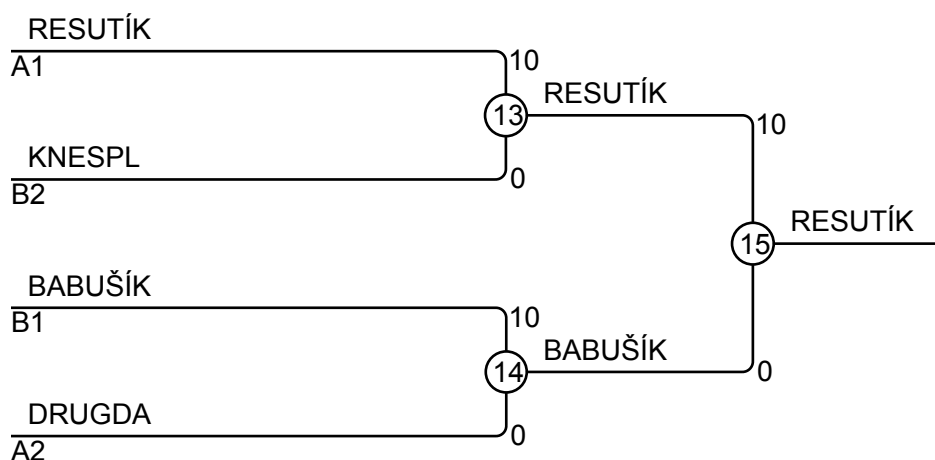 RESUTÍK
A1
10
13
RESUTÍK
10
KNESPL
B2
0
15
RESUTÍK
BABUŠÍK
B1
10
14
BABUŠÍK
0
DRUGDA
A2
0